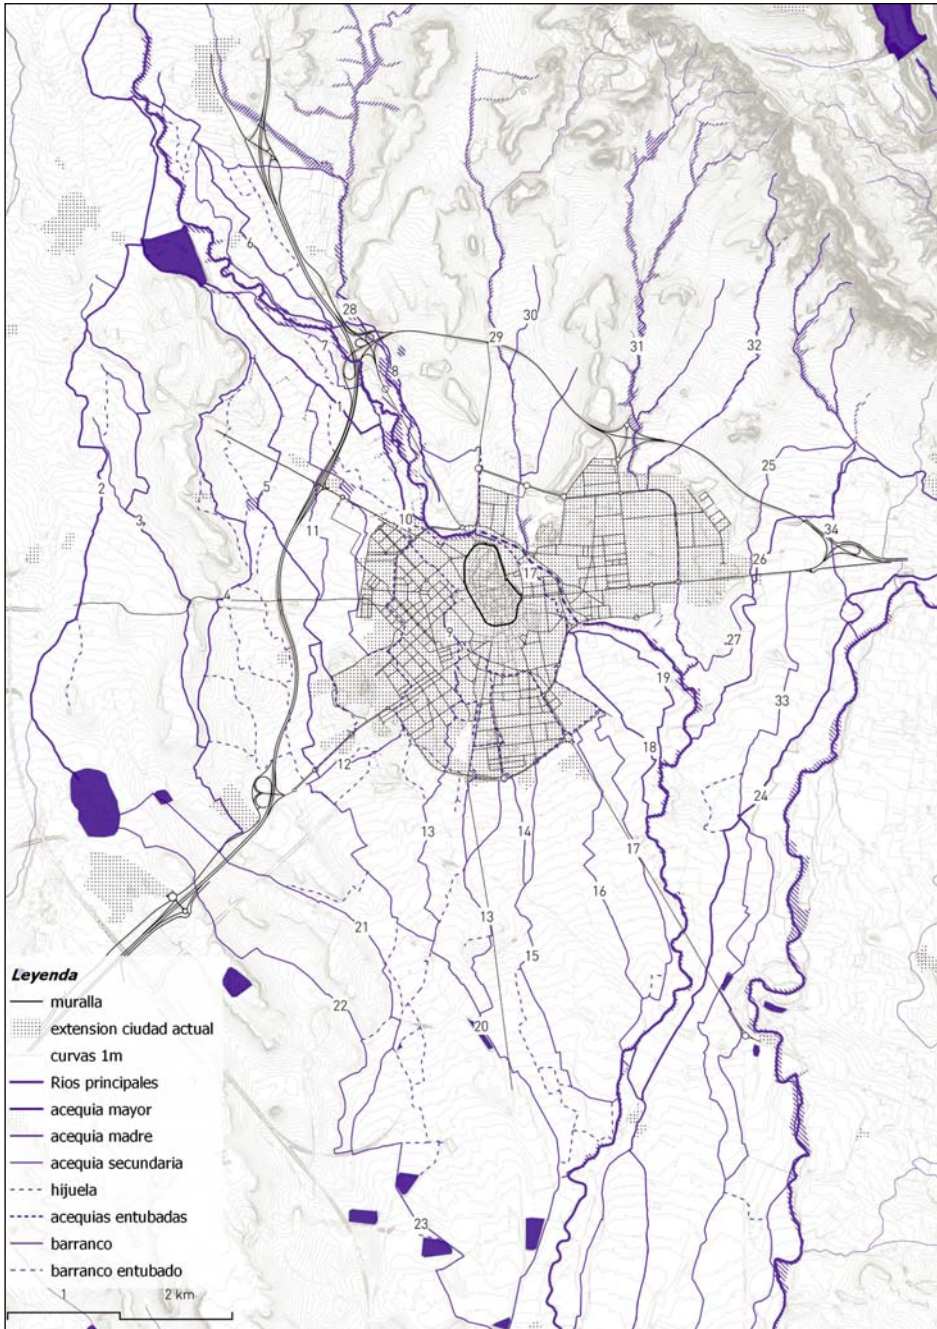 6
28
7
8
29
30
31
32
2
3
5
11
10
25
34
26
4
17
27
19
33
18
12
24
13
14
17
16
21
13
15
22
20
23
Leyenda
muralla
extension ciudad actual
curvas 1m
Rios principales
acequia mayor
acequia madre
acequia secundaria
hijuela
acequias entubadas
barranco
barranco entubado
1 2 km